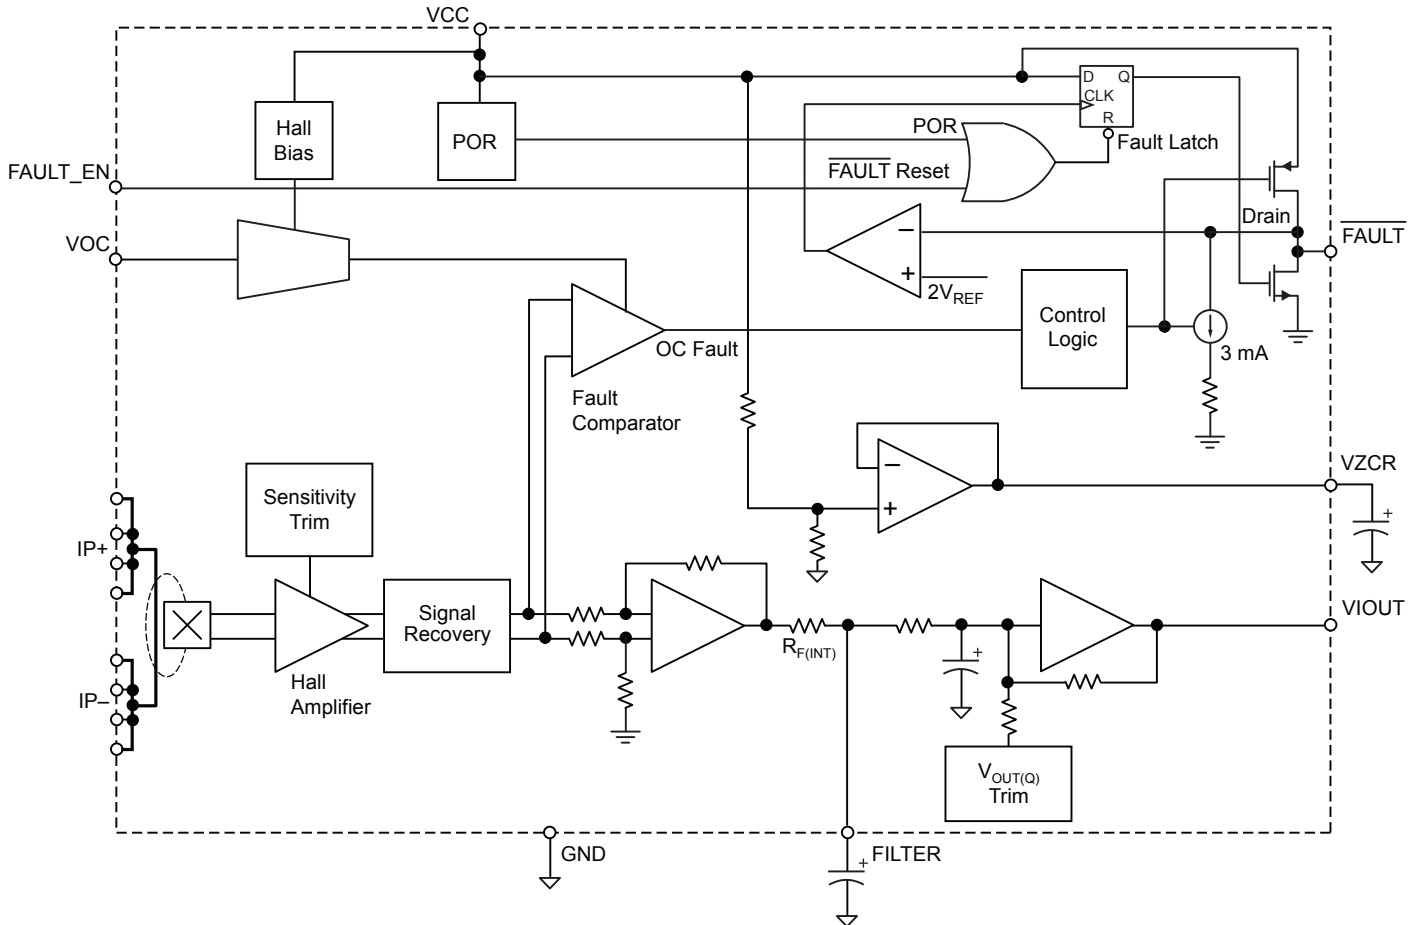 VCC
Hall
Bias
POR
POR
D
Q
CLK
R
Fault Latch
FAULT_EN
FAULT Reset
Drain
VOC
FAULT
−
+
2VREF
Control
Logic
OC Fault
3 mA
Fault
Comparator
VZCR
+
−
+
Sensitivity
Trim
IP+
Signal
Recovery
VIOUT
RF(INT)
+
Hall
Amplifier
IP–
VOUT(Q)
Trim
GND
FILTER
+